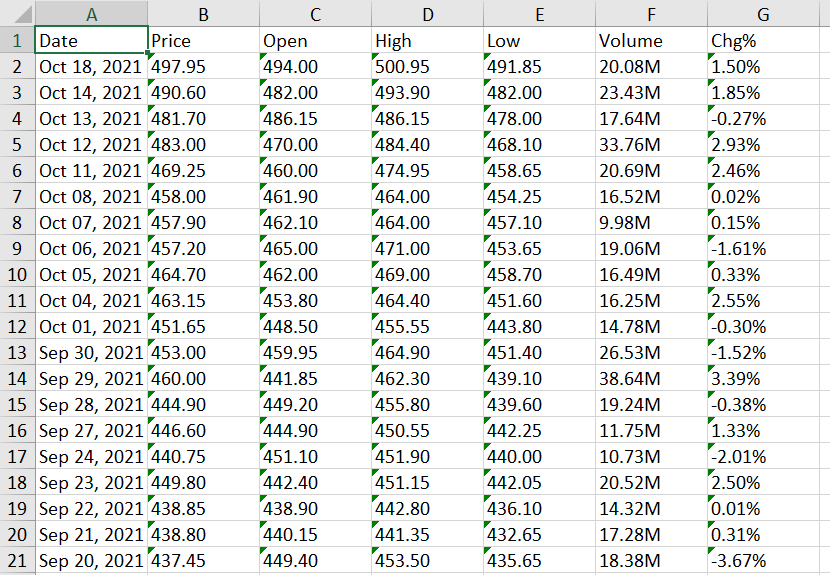 A B C D E F G
1 Date Price Open High Low Volume Chg%
2 Oct 18, 2021 497.95 494.00 500.95 491.85 20.08M 1.50%
3 Oct 14, 2021 490.60 482.00 493.90 482.00 23.43M 1.85%
4 Oct 13, 2021 481.70 486.15 486.15 478.00 17.64M -0.27%
5 Oct 12, 2021 483.00 470.00 484.40 468.10 33.76M 2.93%
6 Oct 11, 2021 469.25 460.00 474.95 458.65 20.69M 2.46%
7 Oct 08, 2021 458.00 461.90 464.00 454.25 16.52M 0.02%
8 Oct 07, 2021 457.90 462.10 464.00 457.10 9.98M 0.15%
9 Oct 06, 2021 457.20 465.00 471.00 453.65 19.06M -1.61%
10 Oct 05, 2021 464.70 462.00 469.00 458.70 16.49M 0.33%
11 Oct 04, 2021 463.15 453.80 464.40 451.60 16.25M 2.55%
12 Oct 01, 2021 451.65 448.50 455.55 443.80 14.78M -0.30%
13 Sep 30, 2021 453.00 459.95 464.90 451.40 26.53M -1.52%
14 Sep 29, 2021 460.00 441.85 462.30 439.10 38.64M 3.39%
15 Sep 28, 2021 444.90 449.20 455.80 439.60 19.24M -0.38%
16 Sep 27, 2021 446.60 444.90 450.55 442.25 11.75M 1.33%
17 Sep 24, 2021 440.75 451.10 451.90 440.00 10.73M -2.01%
18 Sep 23, 2021 449.80 442.40 451.15 442.05 20.52M 2.50%
19 Sep 22, 2021 438.85 438.90 442.80 436.10 14.32M 0.01%
20 Sep 21, 2021 438.80 440.15 441.35 432.65 17.28M 0.31%
21 Sep 20, 2021 437.45 449.40 453.50 435.65 18.38M -3.67%